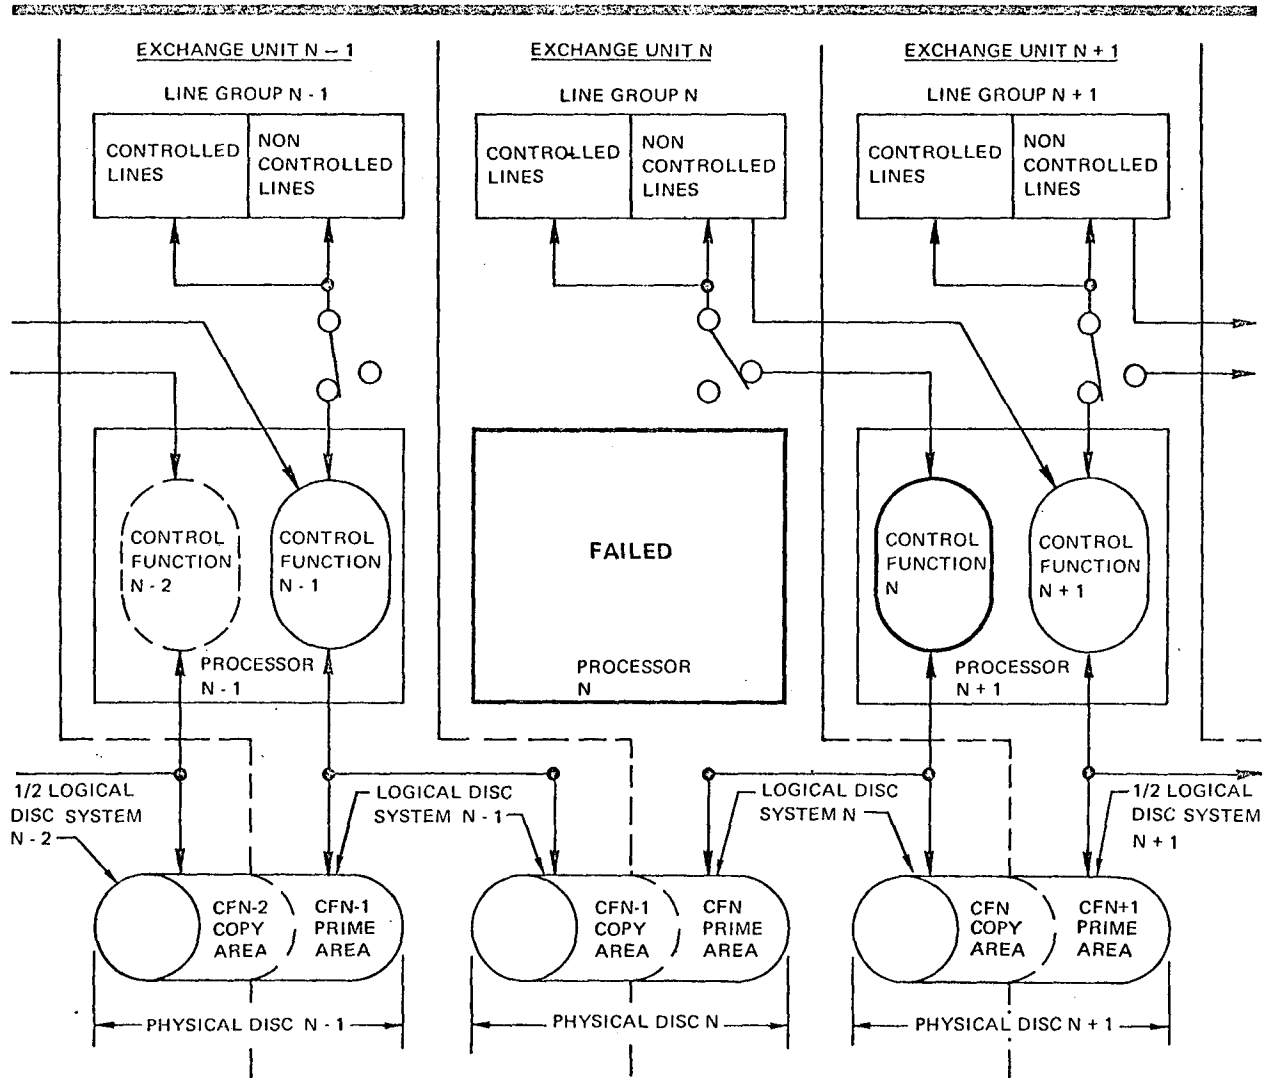 EXCHANGE UNIT N – 1
EXCHANGE UNIT N
EXCHANGE UNIT N + 1
LINE GROUP N - 1
LINE GROUP N
LINE GROUP N + 1
CONTROLLED
LINES
NON
CONTROLLED
LINES
CONTROLLED
LINES
NON
CONTROLLED
LINES
CONTROLLED
LINES
NON
CONTROLLED
LINES
CONTROL
FUNCTION
N - 2
CONTROL
FUNCTION
N - 1
PROCESSOR
N - 1
FAILED
PROCESSOR
N
CONTROL
FUNCTION
N
CONTROL
FUNCTION
N + 1
PROCESSOR
N + 1
1/2 LOGICAL
DISC SYSTEM
N - 2
LOGICAL DISC
SYSTEM N - 1
LOGICAL DISC
SYSTEM N
1/2 LOGICAL
DISC SYSTEM
N + 1
CFN-2
COPY
AREA
CFN-1
PRIME
AREA
CFN-1
COPY
AREA
CFN
PRIME
AREA
CFN
COPY
AREA
CFN+1
PRIME
AREA
PHYSICAL DISC N - 1
PHYSICAL DISC N
PHYSICAL DISC N + 1